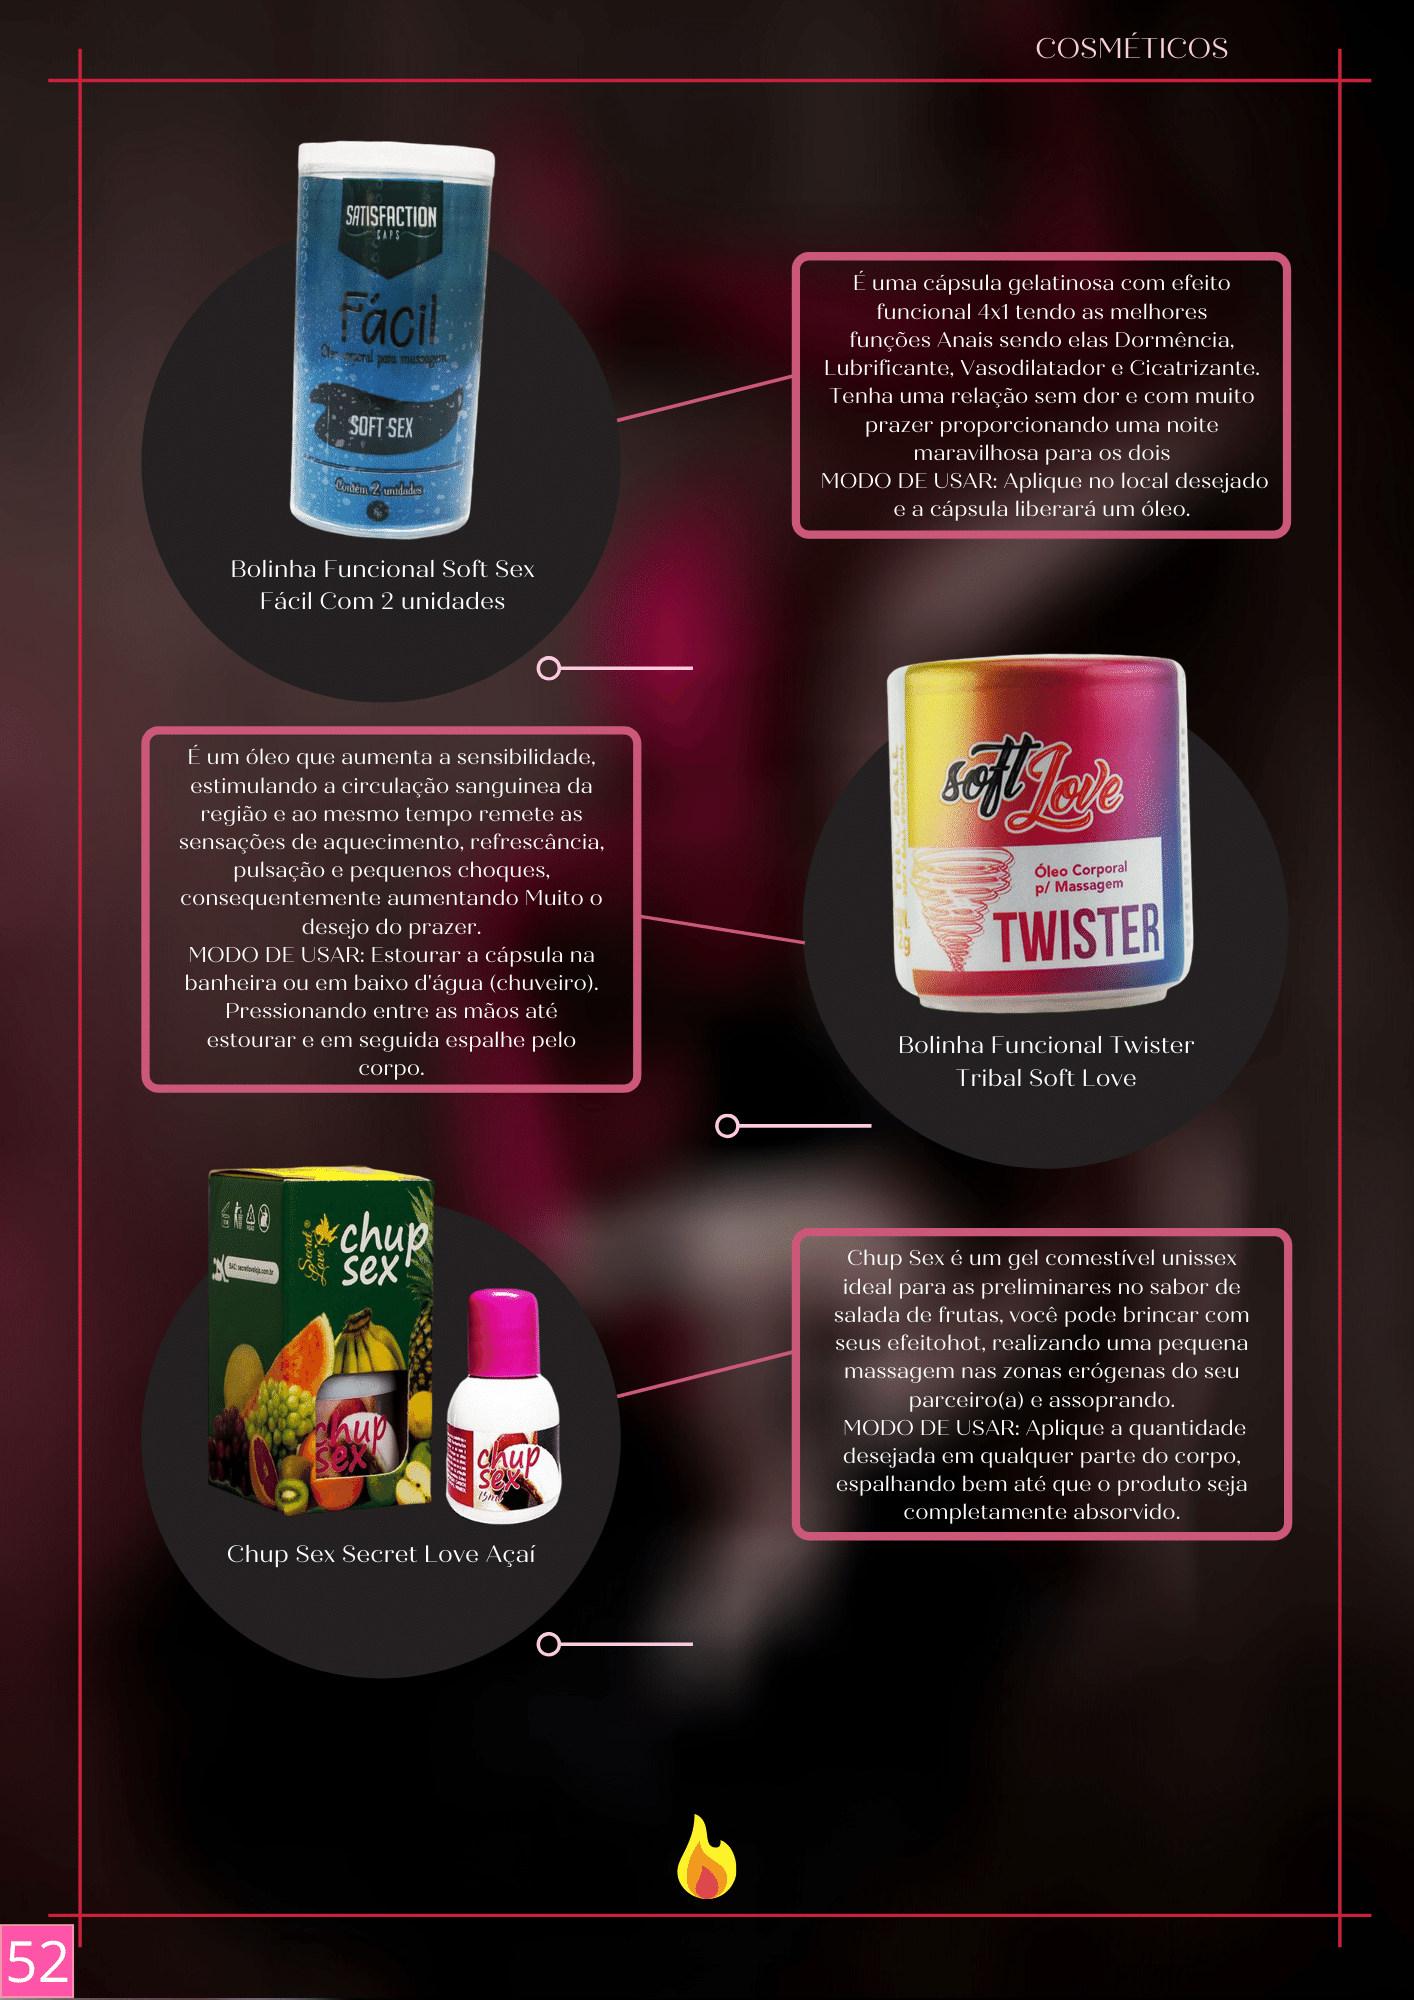 COSMÉTICOS
SATISFACTION
CAPS
Fácil
Óleo corporal para massagem
SOFT SEX
Contém 2 unidades
Bolinha Funcional Soft Sex
Fácil Com 2 unidades
É uma cápsula gelatinosa com efeito
funcional 4x1 tendo as melhores
funções Anais sendo elas Dormência,
Lubrificante, Vasodilatador e Cicatrizante.
Tenha uma relação sem dor e com muito
prazer proporcionando uma noite
maravilhosa para os dois
MODO DE USAR: Aplique no local desejado
e a cápsula liberará um óleo.
É um óleo que aumenta a sensibilidade,
estimulando a circulação sanguinea da
região e ao mesmo tempo remete as
sensações de aquecimento, refrescância,
pulsação e pequenos choques,
consequentemente aumentando Muito o
desejo do prazer.
MODO DE USAR: Estourar a cápsula na
banheira ou em baixo d'água (chuveiro).
Pressionando entre as mãos até
estourar e em seguida espalhe pelo
corpo.
soft Love
Óleo Corporal
p/ Massagem
TWISTER
Bolinha Funcional Twister
Tribal Soft Love
Secret Love
chup
sex
chup
sex
chup
sex
15ml
Chup Sex Secret Love Açaí
Chup Sex é um gel comestível unissex
ideal para as preliminares no sabor de
salada de frutas, você pode brincar com
seus efeitohot, realizando uma pequena
massagem nas zonas erógenas do seu
parceiro(a) e assoprando.
MODO DE USAR: Aplique a quantidade
desejada em qualquer parte do corpo,
espalhando bem até que o produto seja
completamente absorvido.
52